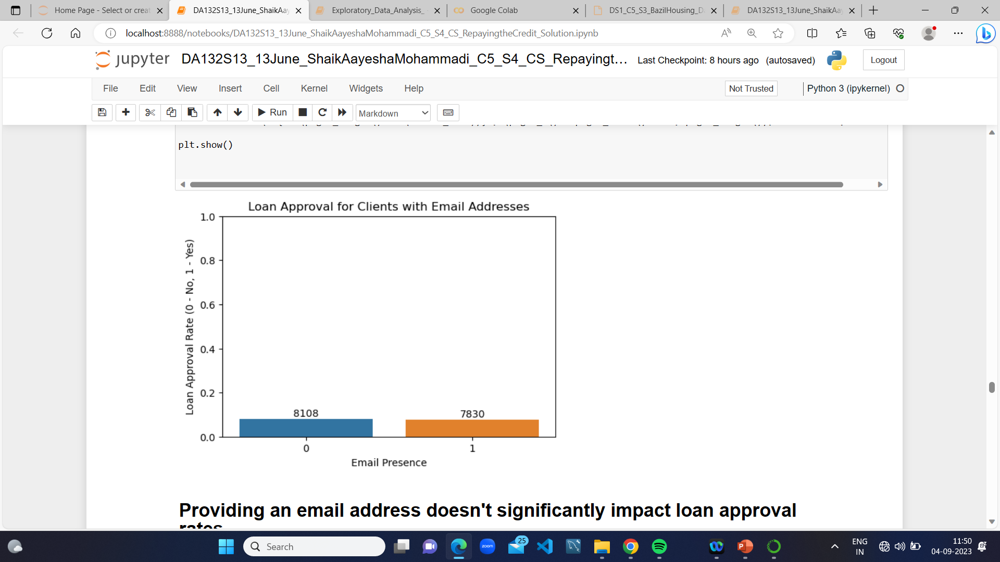 Home Page - Select or creat
DA132S13_13June_ShaikAay
Exploratory_Data_Analysis_
Google Colab
DS1_C5_S3_BazilHousing_D
DA132S13_13June_ShaikAay
localhost:8888/notebooks/DA132S13_13June_ShaikAayeshaMohammadi_C5_S4_CS_RepayingtheCredit_Solution.ipynb
jupyter DA132S13_13June_ShaikAayeshaMohammadi_C5_S4_CS_Repayingt… Last Checkpoint: 8 hours ago (autosaved) Logout
File Edit View Insert Cell Kernel Widgets Help Not Trusted Python 3 (ipykernel)
Run Markdown
plt.show()
Loan Approval for Clients with Email Addresses
Loan Approval Rate (0 - No, 1 - Yes)
1.0
0.8
0.6
0.4
0.2
0.0
8108 7830
0 1
Email Presence
Providing an email address doesn't significantly impact loan approval
rates
Search
zoom
25
ENG
IN
11:50
04-09-2023